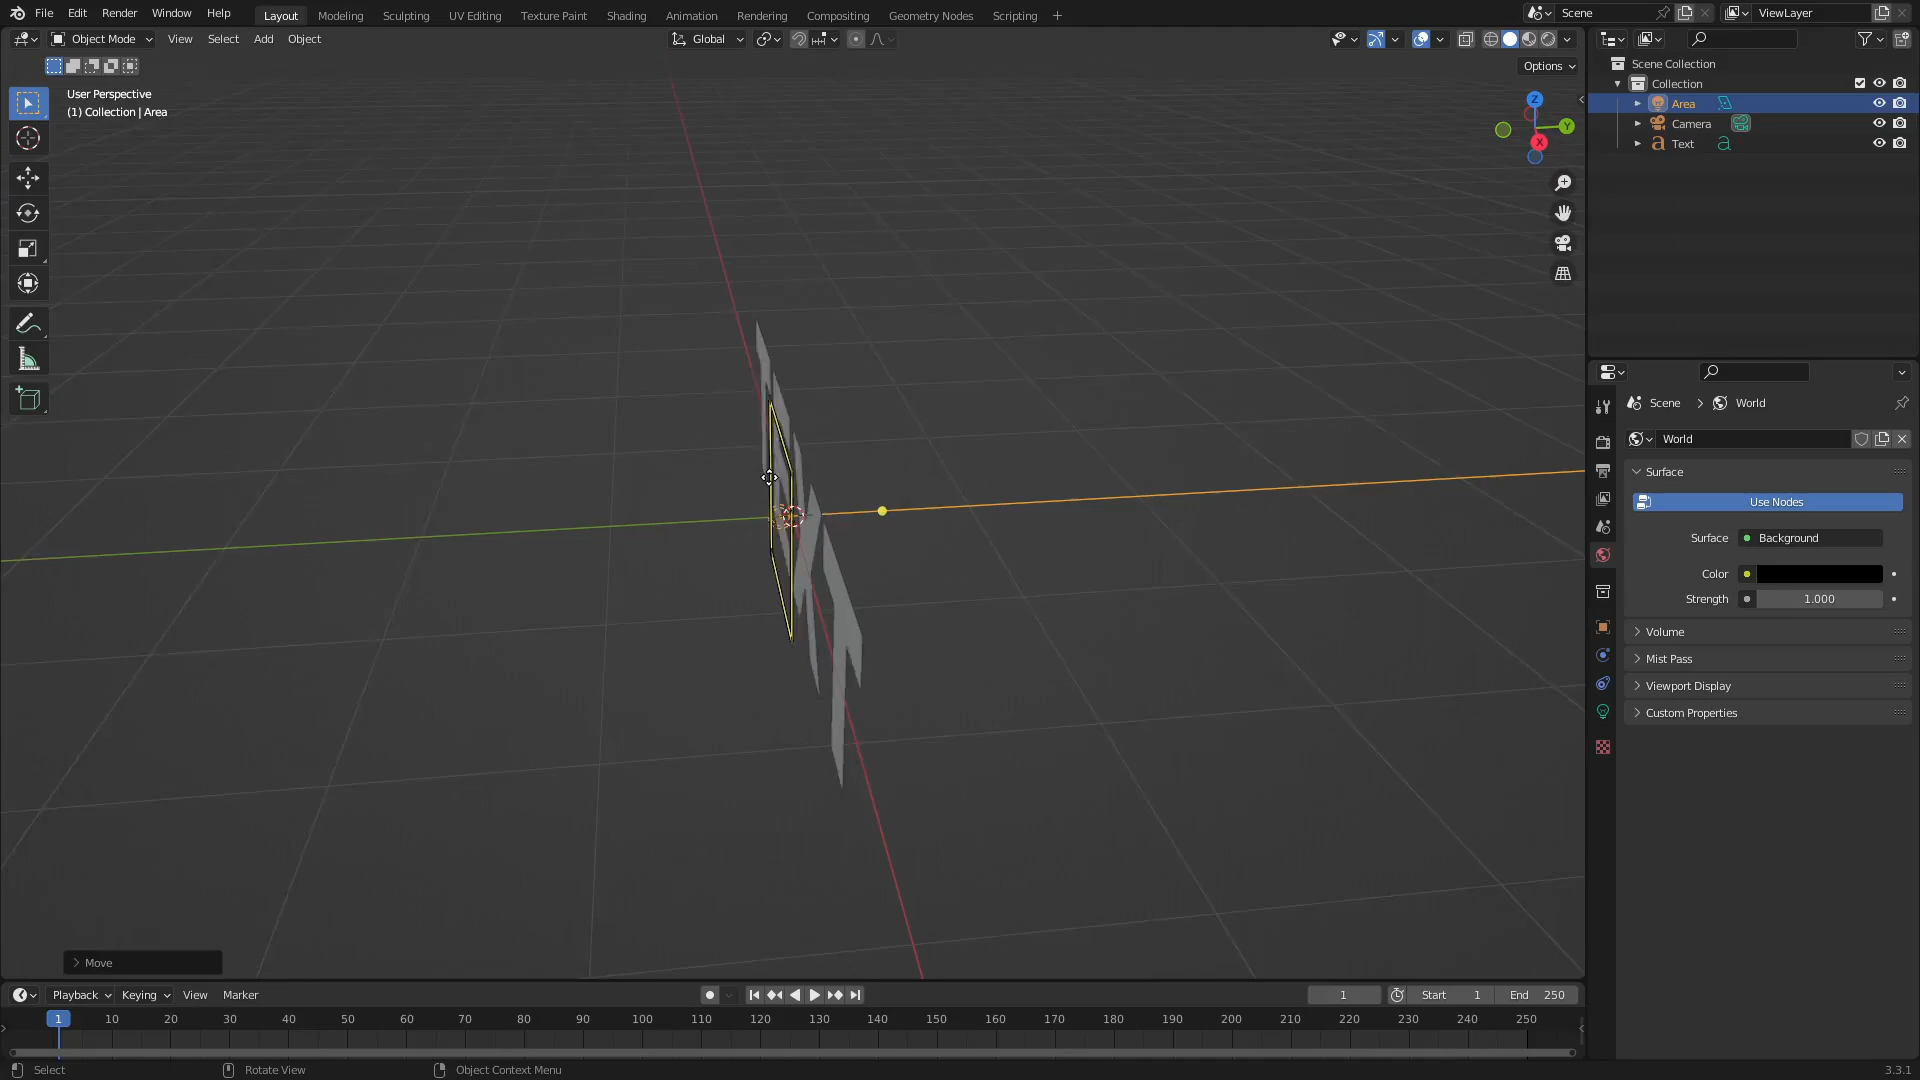 File Edit Render Window Help
Layout Modeling Sculpting UV Editing Texture Paint Shading Animation Rendering Compositing Geometry Nodes Scripting +
Scene
ViewLayer
Object Mode View Select Add Object
Global
Options
User Perspective
(1) Collection | Area
Z
Y
X
Scene Collection
Collection
Area
Camera
Text
Scene > World
World
Surface
Use Nodes
Surface Background
Color
Strength 1.000
Volume
Mist Pass
Viewport Display
Custom Properties
Move
Playback Keying View Marker
1 Start 1 End 250
1 10 20 30 40 50 60 70 80 90 100 110 120 130 140 150 160 170 180 190 200 210 220 230 240 250
Select Rotate View Object Context Menu
3.3.1